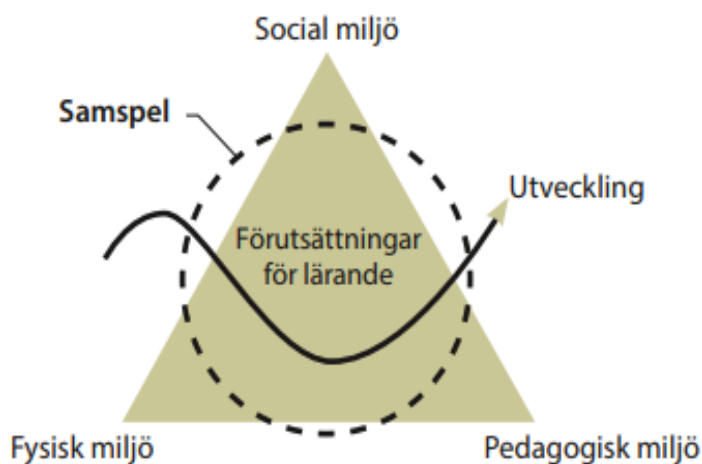 Social miljö
Samspel
Utveckling
Förutsättningar
för lärande
Fysisk miljö
Pedagogisk miljö